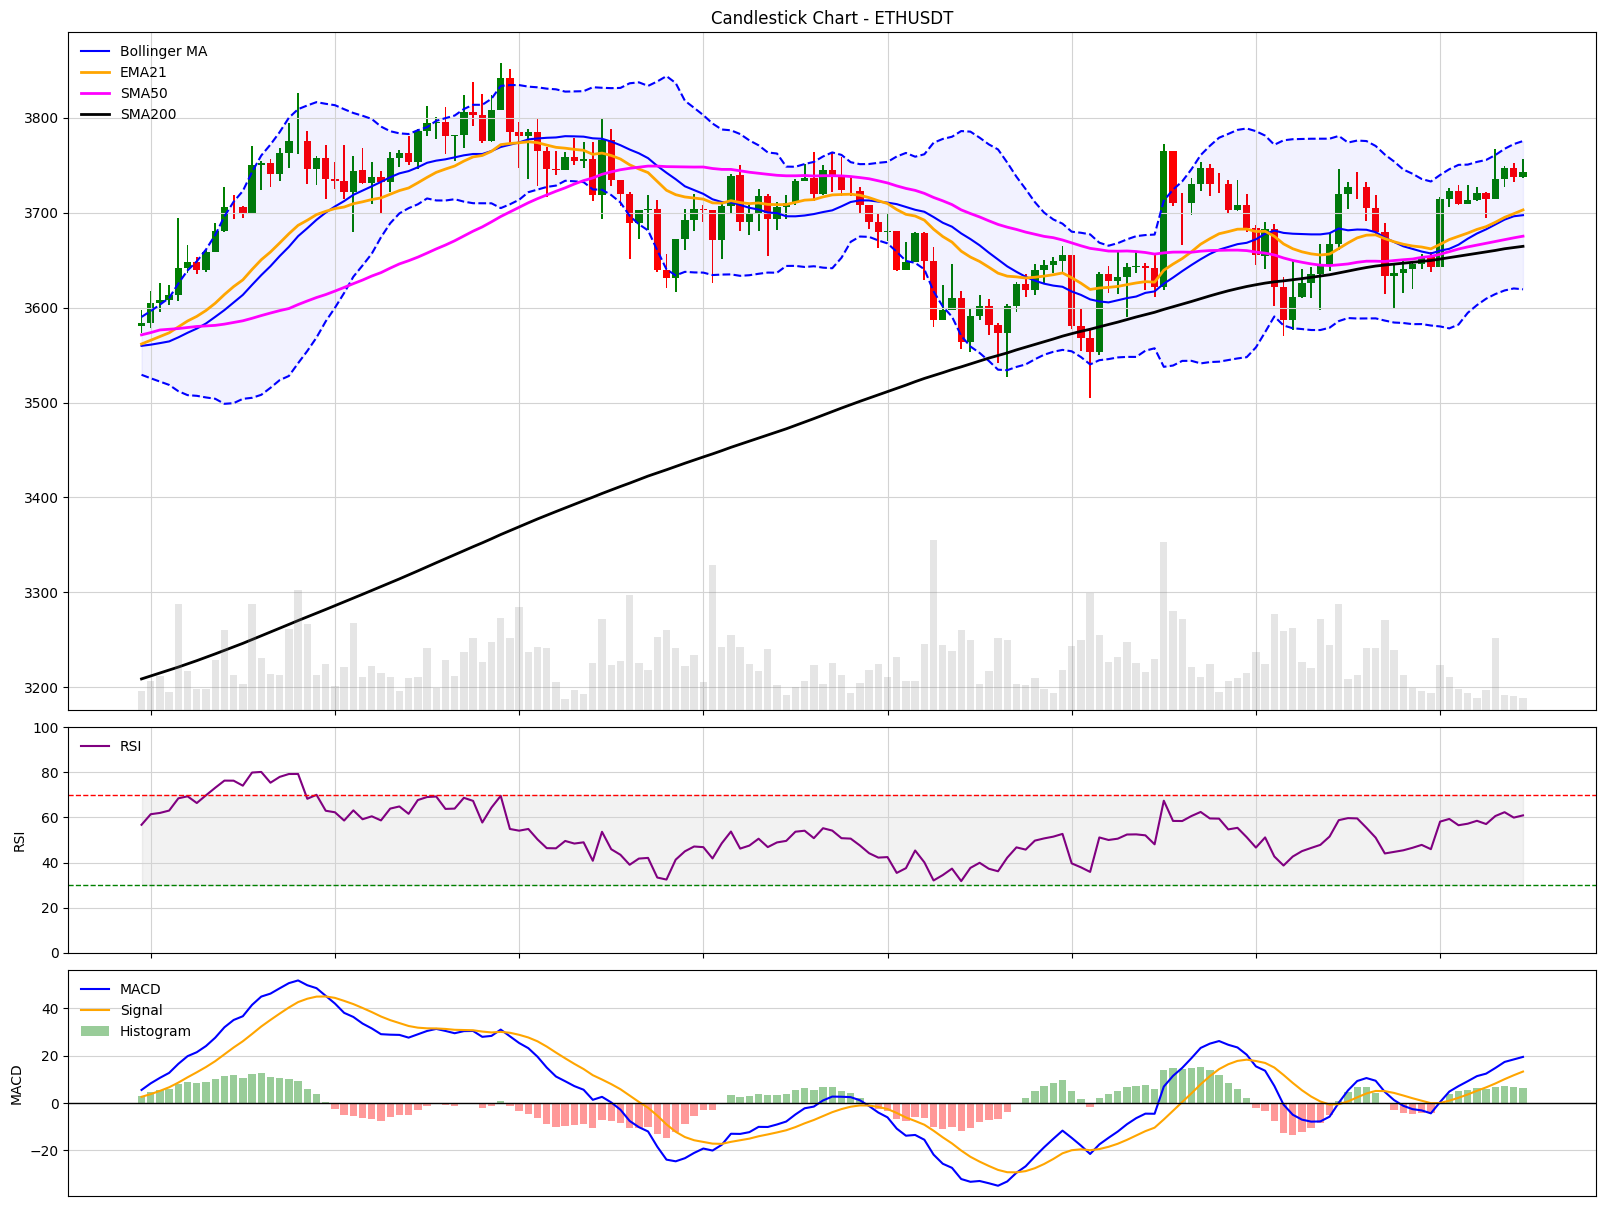 Candlestick Chart - ETHUSDT
Bollinger MA
EMA21
SMA50
SMA200
3800
3700
3600
3500
3400
3300
3200
RSI
100
80
60
40
20
0
RSI
MACD
Signal
Histogram
40
20
0
−20
MACD